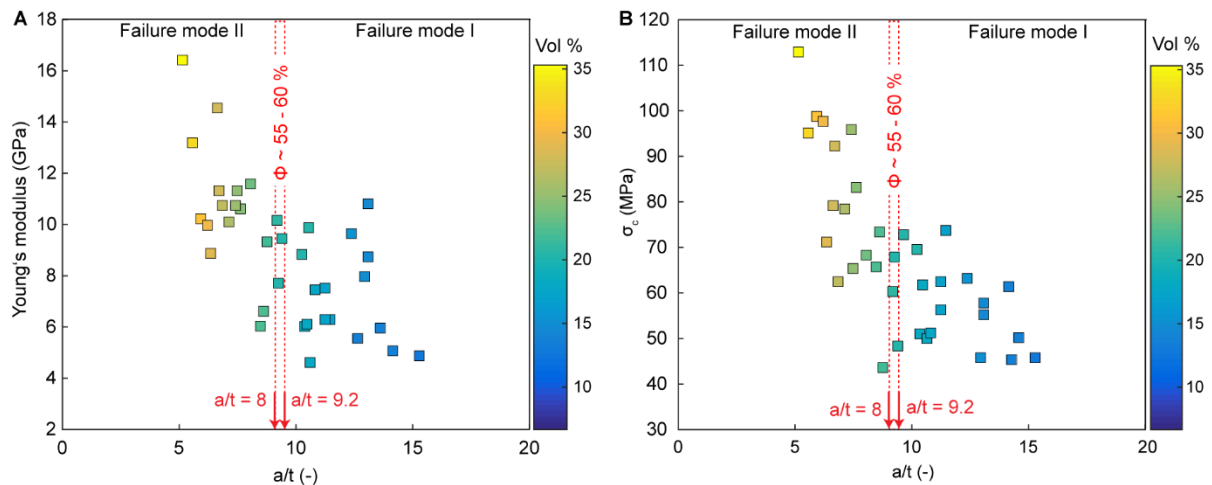 A
Failure mode II
Failure mode I
Vol %
18
16
14
12
10
8
6
4
2
Young's modulus (GPa)
Φ ~ 55 - 60 %
a/t = 8
a/t = 9.2
0
5
10
15
20
a/t (-)
35
30
25
20
15
10
B
Failure mode II
Failure mode I
Vol %
120
110
100
90
80
70
60
50
40
30
σc (MPa)
Φ ~ 55 - 60 %
a/t = 8
a/t = 9.2
0
5
10
15
20
a/t (-)
35
30
25
20
15
10